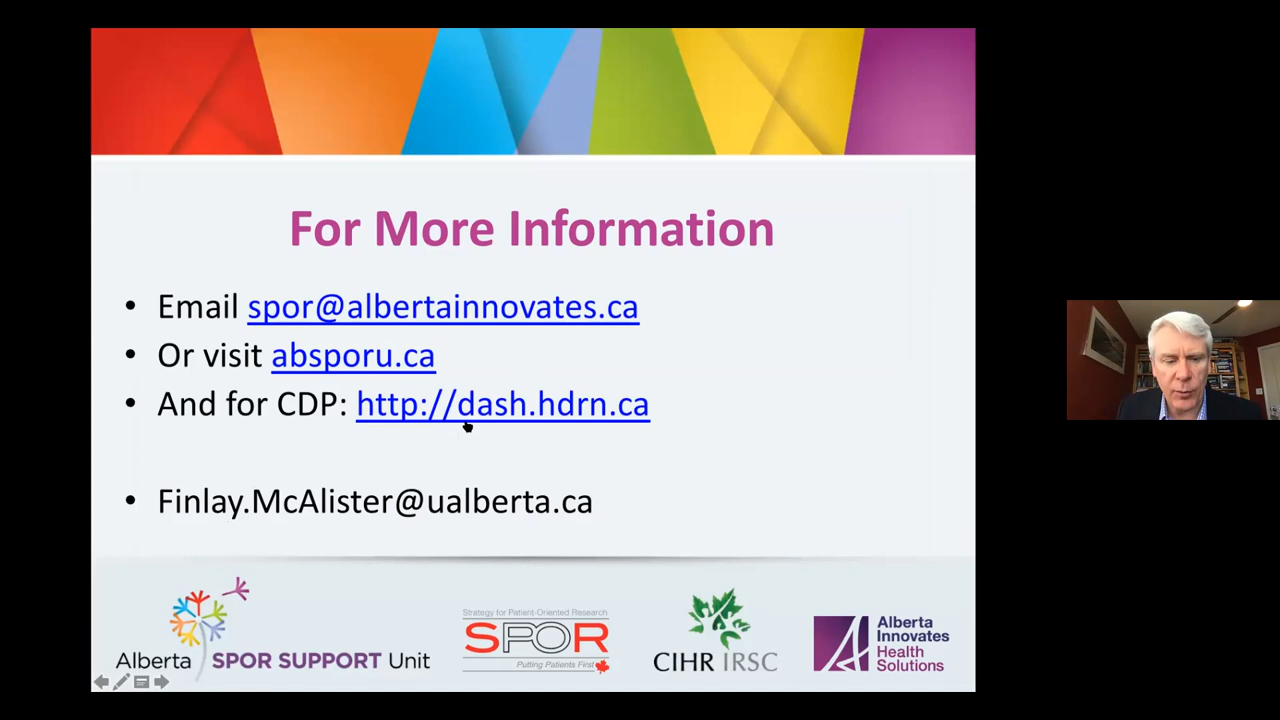 For More Information
• Email spor@albertainnovates.ca
• Or visit absporu.ca
• And for CDP: http://dash.hdrn.ca
• Finlay.McAlister@ualberta.ca
Alberta SPOR SUPPORT Unit
Strategy for Patient-Oriented Research
SPOR
Putting Patients First
CIHR IRSC
Alberta
Innovates
Health
Solutions